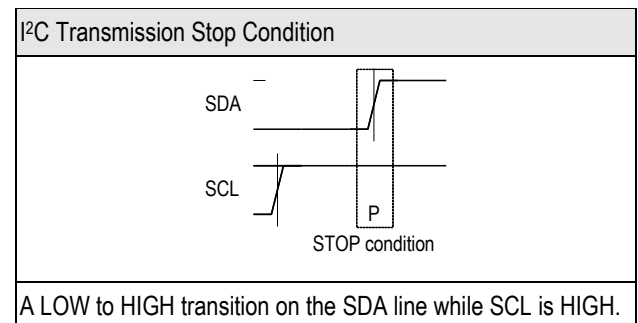 I²C Transmission Stop Condition
SDA
SCL
P
STOP condition
A LOW to HIGH transition on the SDA line while SCL is HIGH.